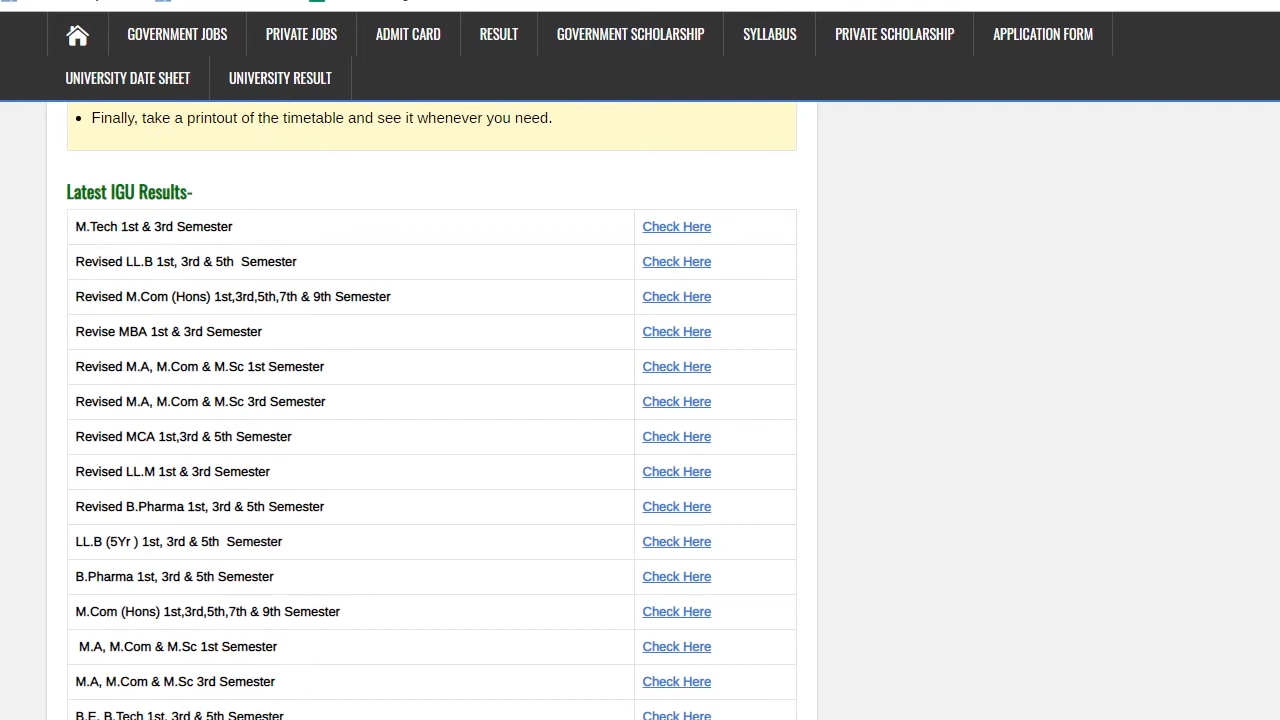 GOVERNMENT JOBS PRIVATE JOBS ADMIT CARD RESULT GOVERNMENT SCHOLARSHIP SYLLABUS PRIVATE SCHOLARSHIP APPLICATION FORM
UNIVERSITY DATE SHEET UNIVERSITY RESULT
• Finally, take a printout of the timetable and see it whenever you need.
Latest IGU Results-
M.Tech 1st & 3rd Semester Check Here
Revised LL.B 1st, 3rd & 5th  Semester Check Here
Revised M.Com (Hons) 1st,3rd,5th,7th & 9th Semester Check Here
Revise MBA 1st & 3rd Semester Check Here
Revised M.A, M.Com & M.Sc 1st Semester Check Here
Revised M.A, M.Com & M.Sc 3rd Semester Check Here
Revised MCA 1st,3rd & 5th Semester Check Here
Revised LL.M 1st & 3rd Semester Check Here
Revised B.Pharma 1st, 3rd & 5th Semester Check Here
LL.B (5Yr ) 1st, 3rd & 5th  Semester Check Here
B.Pharma 1st, 3rd & 5th Semester Check Here
M.Com (Hons) 1st,3rd,5th,7th & 9th Semester Check Here
M.A, M.Com & M.Sc 1st Semester Check Here
M.A, M.Com & M.Sc 3rd Semester Check Here
B.E, B.Tech 1st, 3rd & 5th Semester Check Here